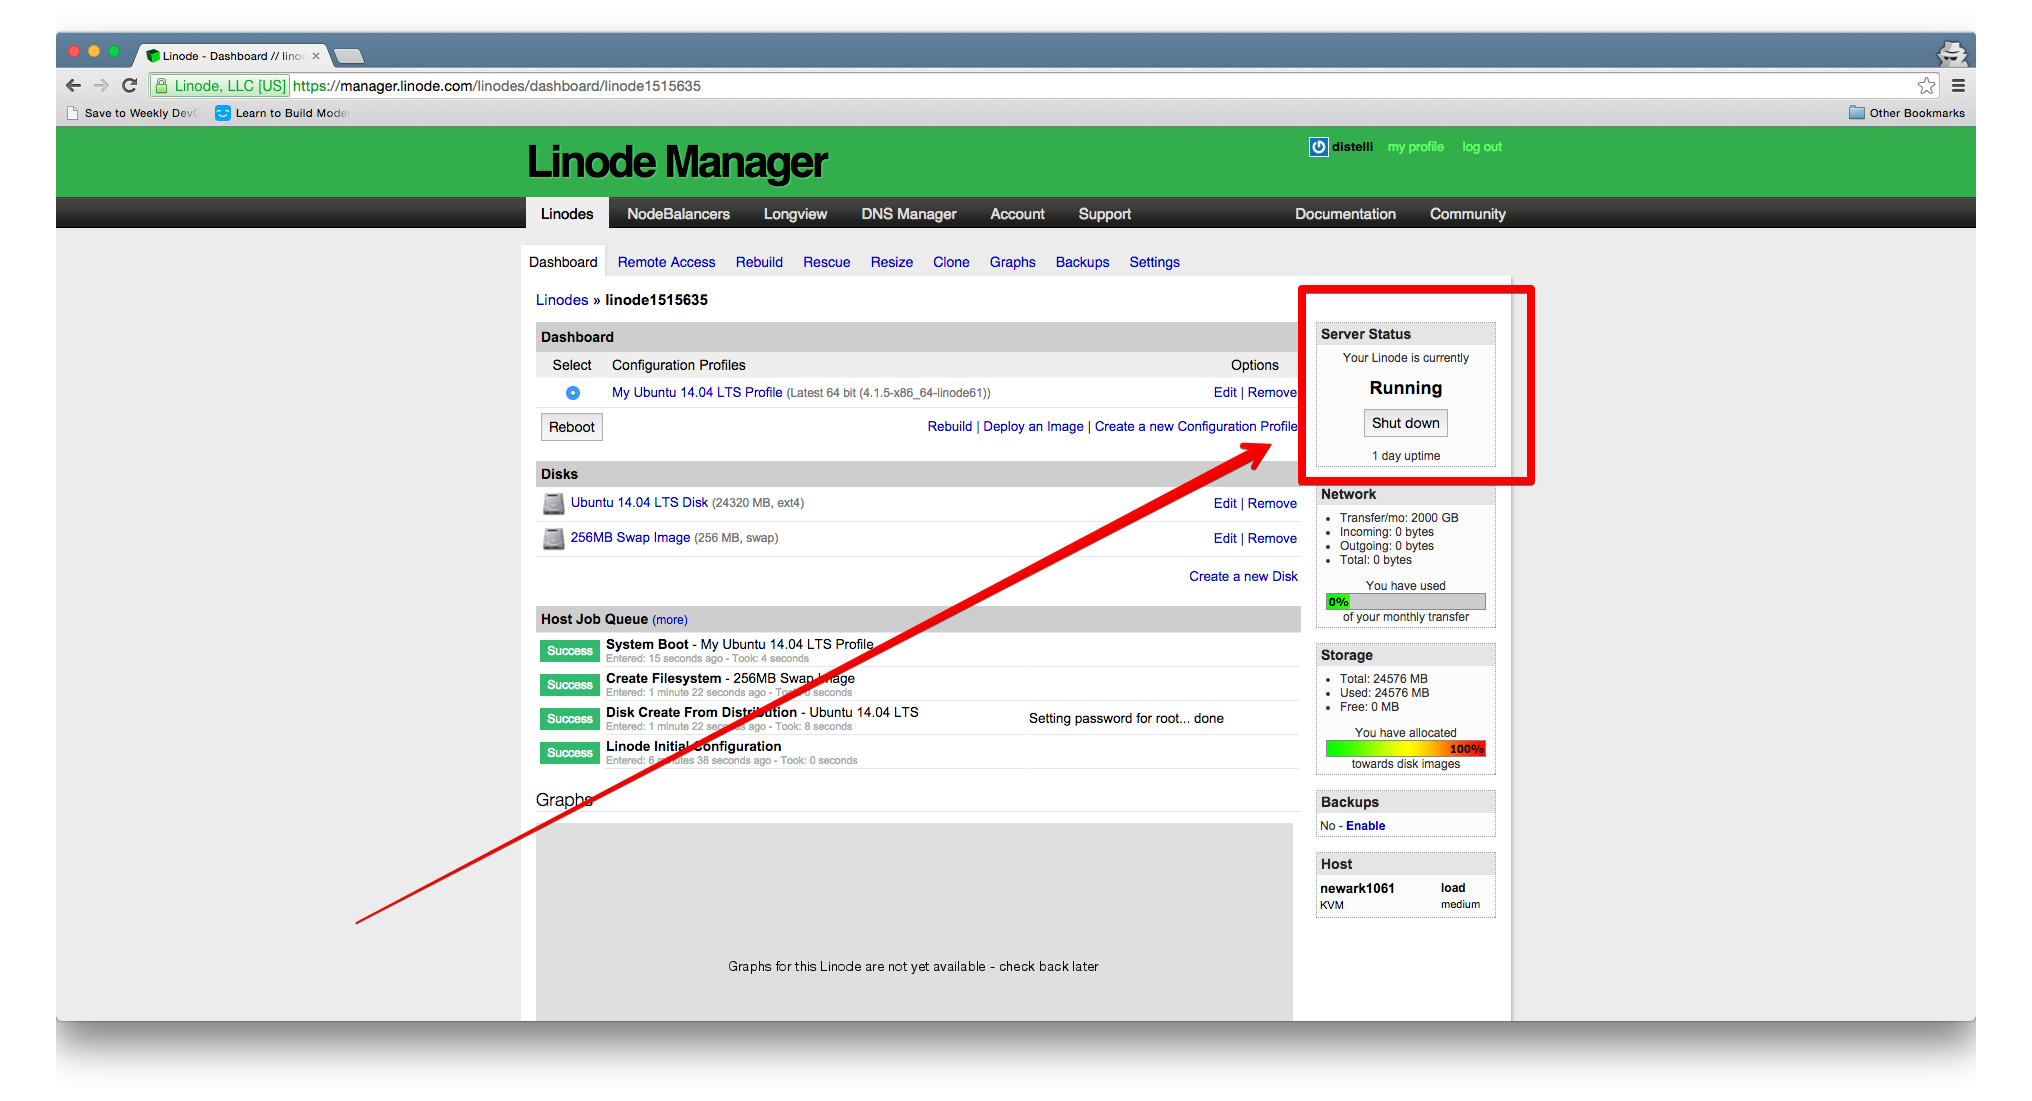 Linode - Dashboard // linod
Linode, LLC [US] https://manager.linode.com/linodes/dashboard/linode1515635
Save to Weekly Dev Learn to Build Mode
Other Bookmarks
Linode Manager
distelli my profile log out
Linodes NodeBalancers Longview DNS Manager Account Support Documentation Community
Dashboard Remote Access Rebuild Rescue Resize Clone Graphs Backups Settings
Linodes » linode1515635
Dashboard
Select Configuration Profiles Options
My Ubuntu 14.04 LTS Profile (Latest 64 bit (4.1.5-x86_64-linode61)) Edit | Remove
Reboot Rebuild | Deploy an Image | Create a new Configuration Profile
Disks
Ubuntu 14.04 LTS Disk (24320 MB, ext4) Edit | Remove
256MB Swap Image (256 MB, swap) Edit | Remove
Create a new Disk
Host Job Queue (more)
Success System Boot - My Ubuntu 14.04 LTS Profile
Entered: 15 seconds ago - Took: 4 seconds
Success Create Filesystem - 256MB Swap Image
Entered: 1 minute 22 seconds ago - Took: 0 seconds
Success Disk Create From Distribution - Ubuntu 14.04 LTS Setting password for root... done
Entered: 1 minute 22 seconds ago - Took: 8 seconds
Success Linode Initial Configuration
Entered: 6 minutes 38 seconds ago - Took: 0 seconds
Graphs
Graphs for this Linode are not yet available - check back later
Server Status
Your Linode is currently
Running
Shut down
1 day uptime
Network
Transfer/mo: 2000 GB
Incoming: 0 bytes
Outgoing: 0 bytes
Total: 0 bytes
You have used
0%
of your monthly transfer
Storage
Total: 24576 MB
Used: 24576 MB
Free: 0 MB
You have allocated
100%
towards disk images
Backups
No - Enable
Host
newark1061 load
KVM medium